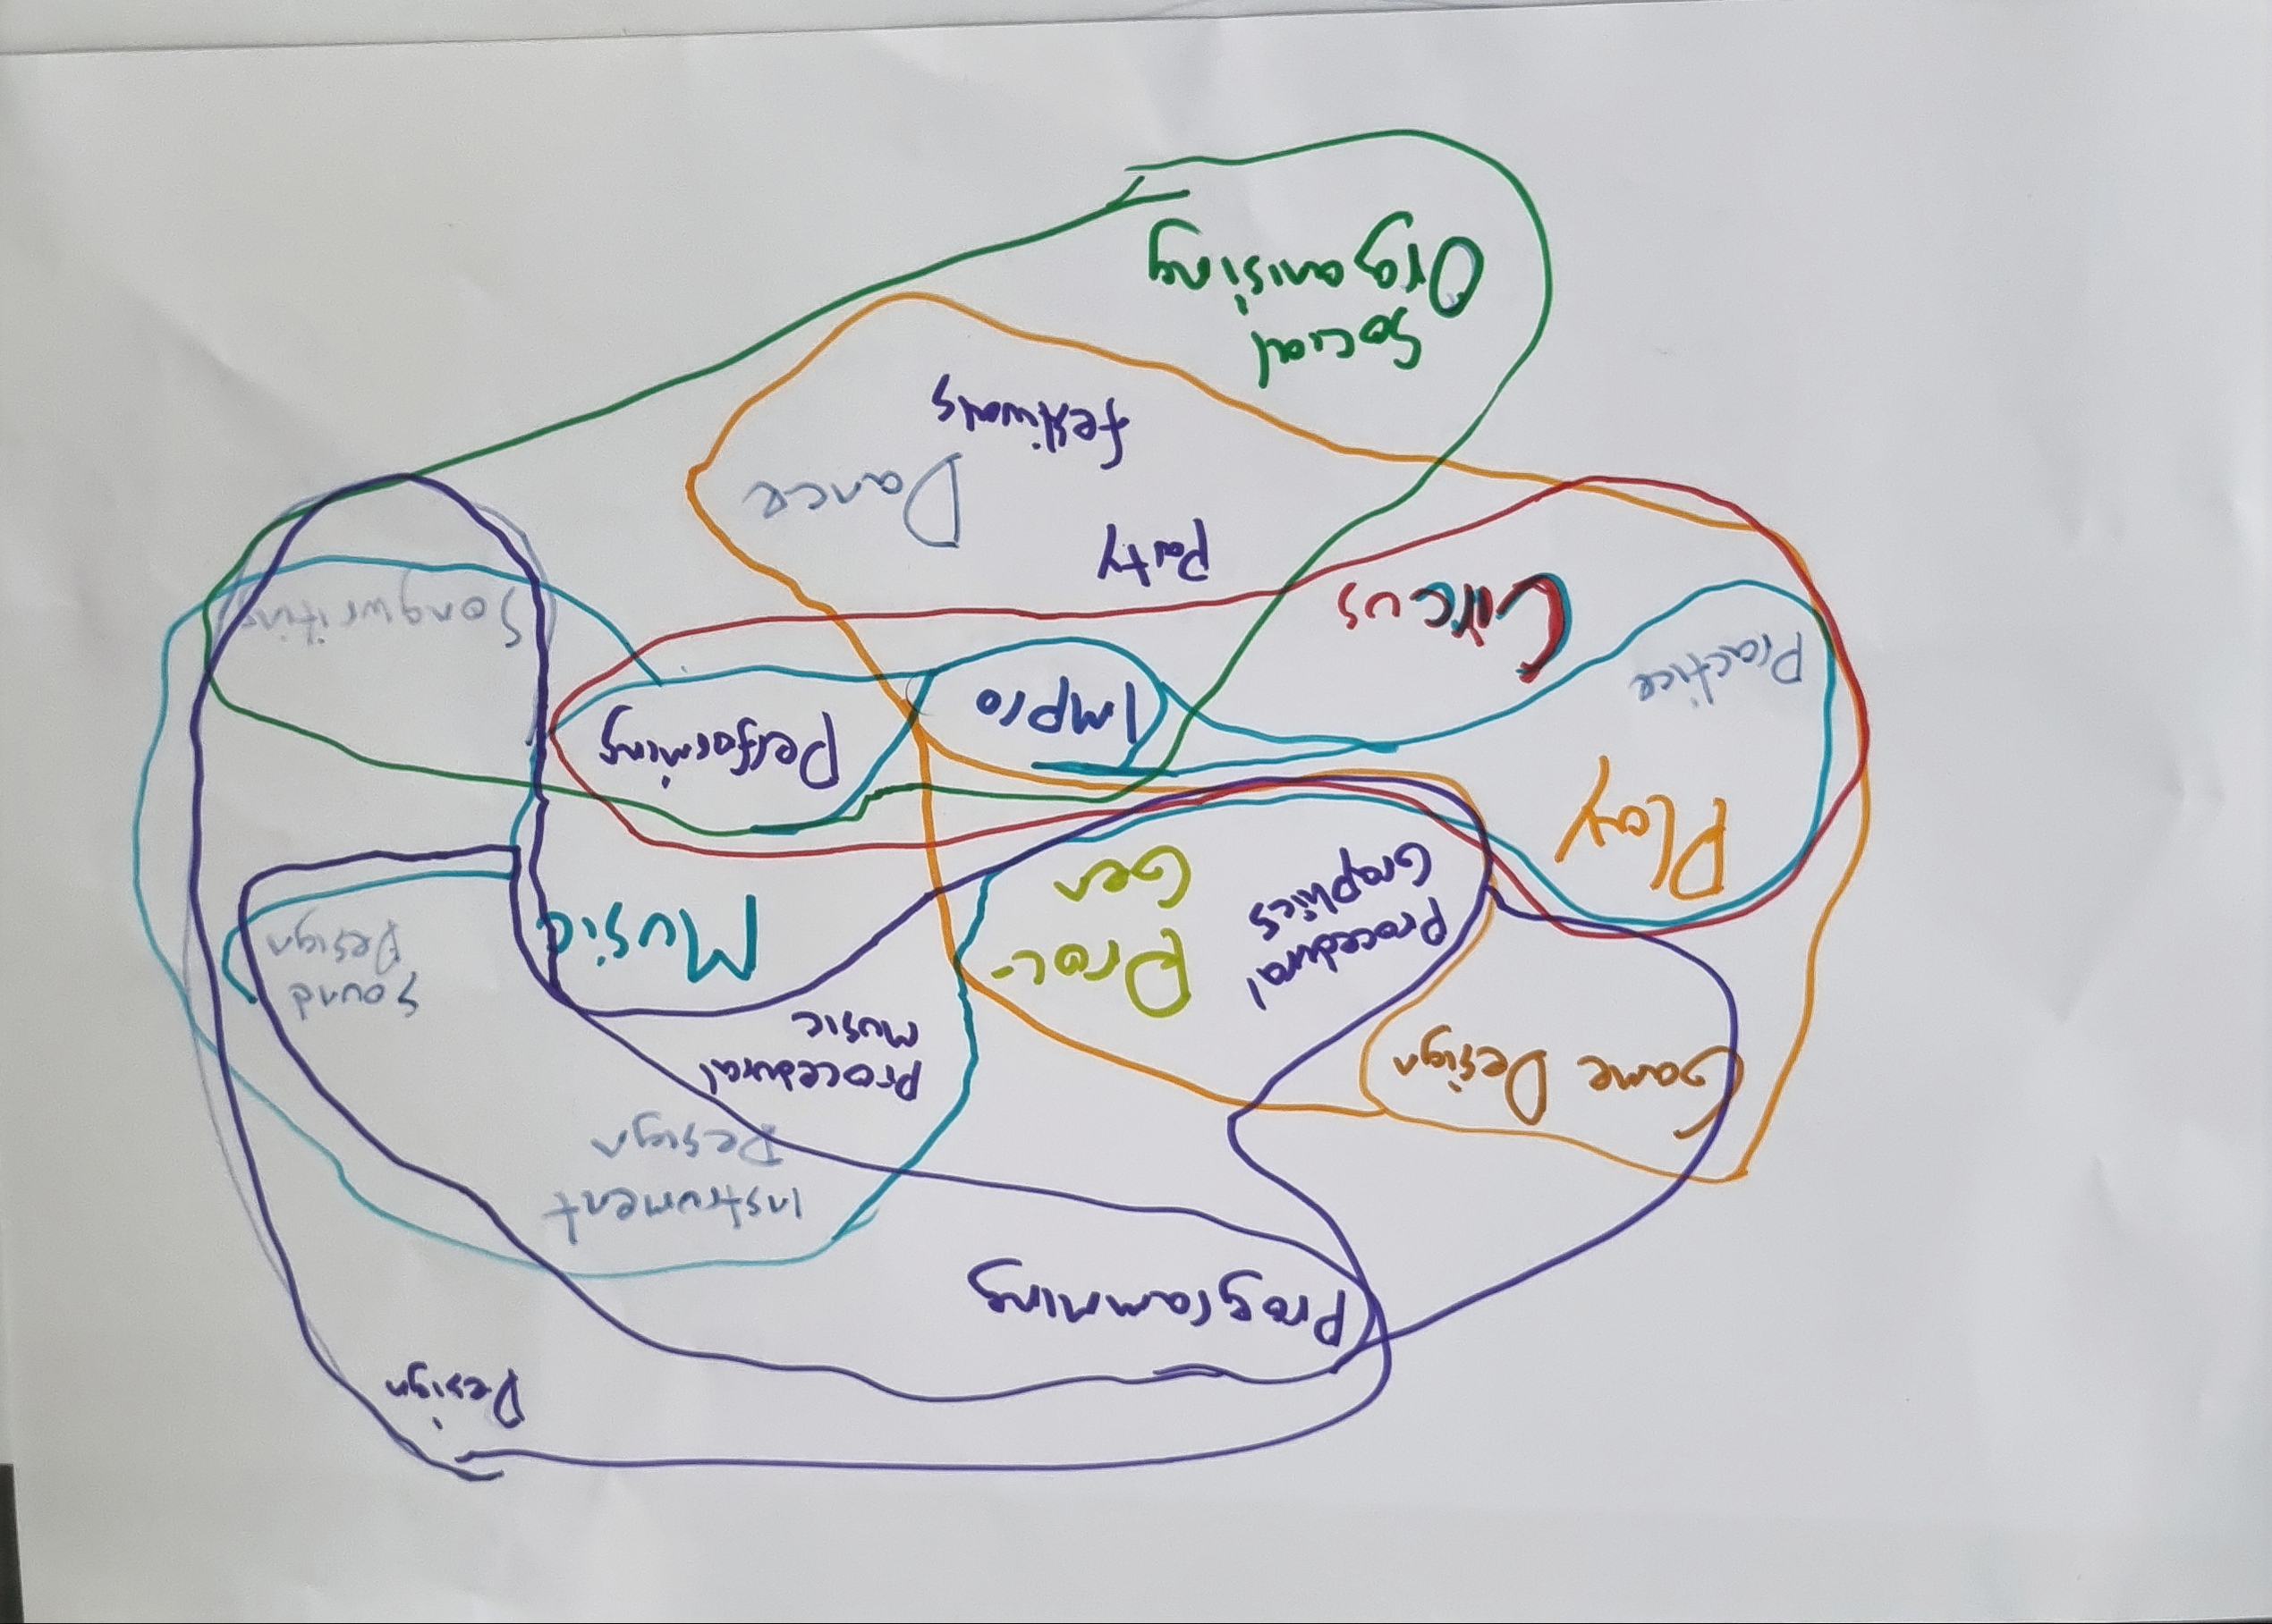 Design
Programming
Instrument
Design
Game Design
Procedural
Music
Sound
Design
Procedural
Graphics
Proc-
Gen
Music
Play
Performing
Impro
Practice
Circus
Songwriting
Party
Dance
festivals
Social
Organising